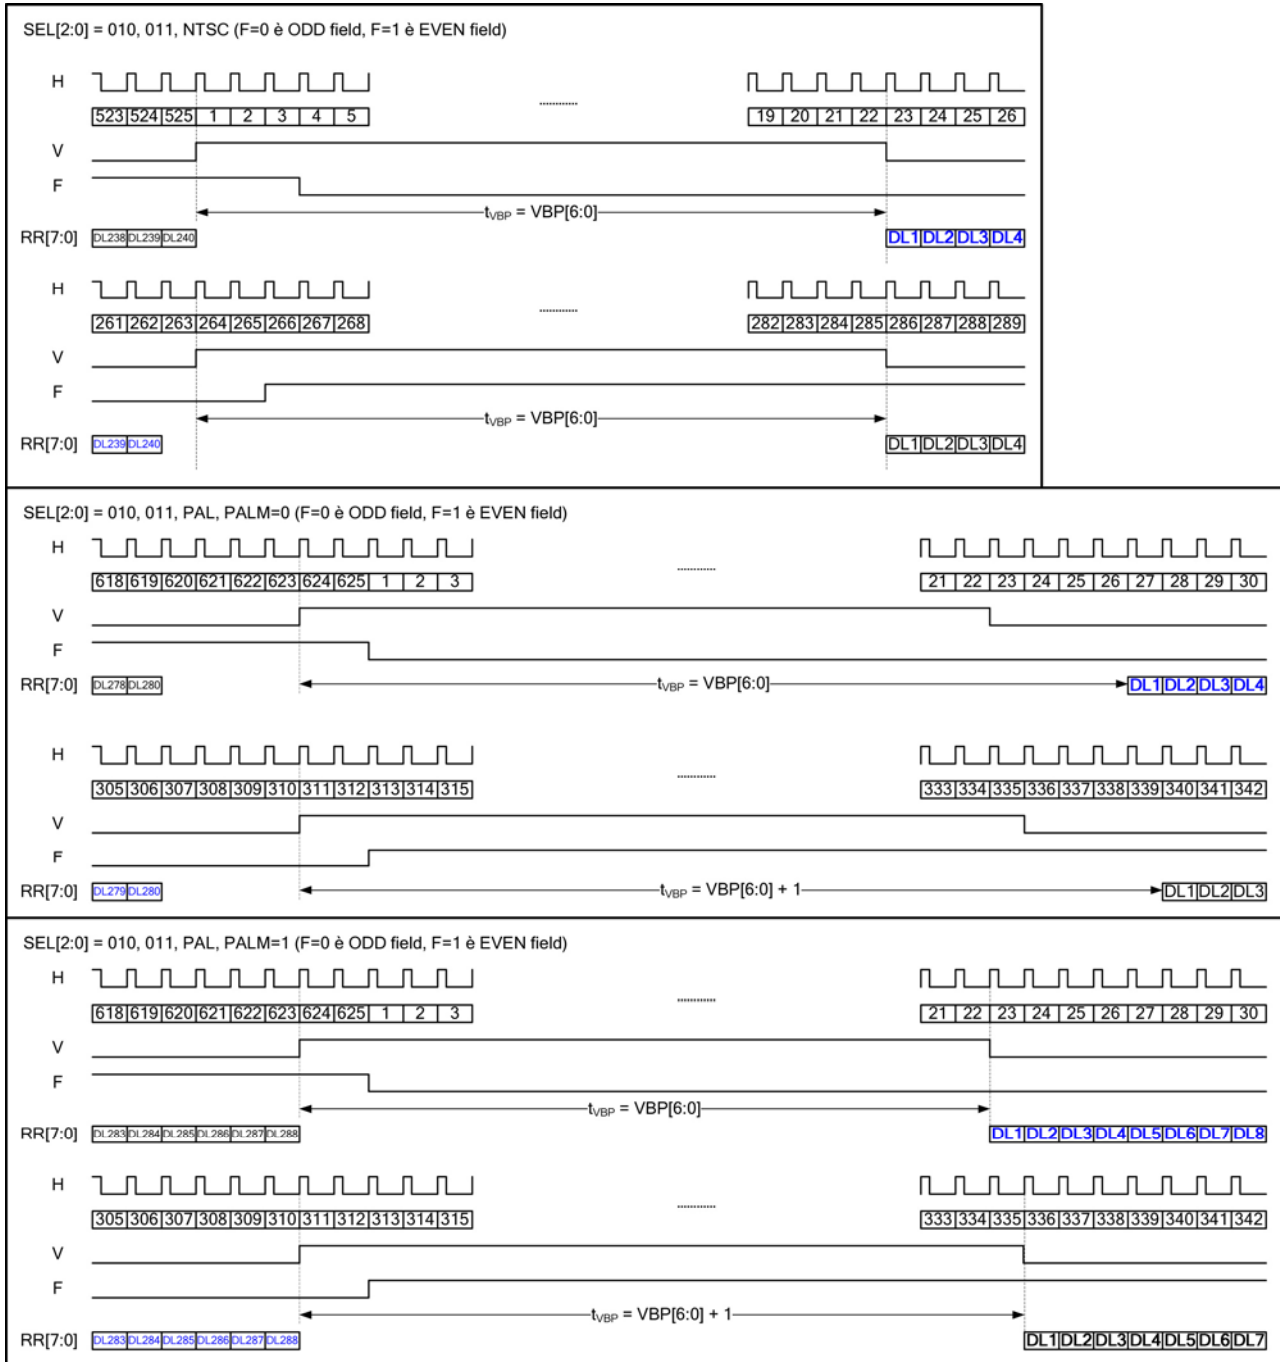 SEL[2:0] = 010, 011, NTSC (F=0 è ODD field, F=1 è EVEN field)
H
523 524 525 1 2 3 4 5 ............ 19 20 21 22 23 24 25 26
V
F
tVBP = VBP[6:0]
RR[7:0] DL238 DL239 DL240 DL1 DL2 DL3 DL4
H
261 262 263 264 265 266 267 268 ............ 282 283 284 285 286 287 288 289
V
F
tVBP = VBP[6:0]
RR[7:0] DL239 DL240 DL1 DL2 DL3 DL4
SEL[2:0] = 010, 011, PAL, PALM=0 (F=0 è ODD field, F=1 è EVEN field)
H
618 619 620 621 622 623 624 625 1 2 3 ............ 21 22 23 24 25 26 27 28 29 30
V
F
RR[7:0] DL278 DL280 tVBP = VBP[6:0] DL1 DL2 DL3 DL4
H
305 306 307 308 309 310 311 312 313 314 315 ............ 333 334 335 336 337 338 339 340 341 342
V
F
RR[7:0] DL279 DL280 tVBP = VBP[6:0] + 1 DL1 DL2 DL3
SEL[2:0] = 010, 011, PAL, PALM=1 (F=0 è ODD field, F=1 è EVEN field)
H
618 619 620 621 622 623 624 625 1 2 3 ............ 21 22 23 24 25 26 27 28 29 30
V
F
tVBP = VBP[6:0]
RR[7:0] DL283 DL284 DL285 DL286 DL287 DL288 DL1 DL2 DL3 DL4 DL5 DL6 DL7 DL8
H
305 306 307 308 309 310 311 312 313 314 315 ............ 333 334 335 336 337 338 339 340 341 342
V
F
tVBP = VBP[6:0] + 1
RR[7:0] DL283 DL284 DL285 DL286 DL287 DL288 DL1 DL2 DL3 DL4 DL5 DL6 DL7